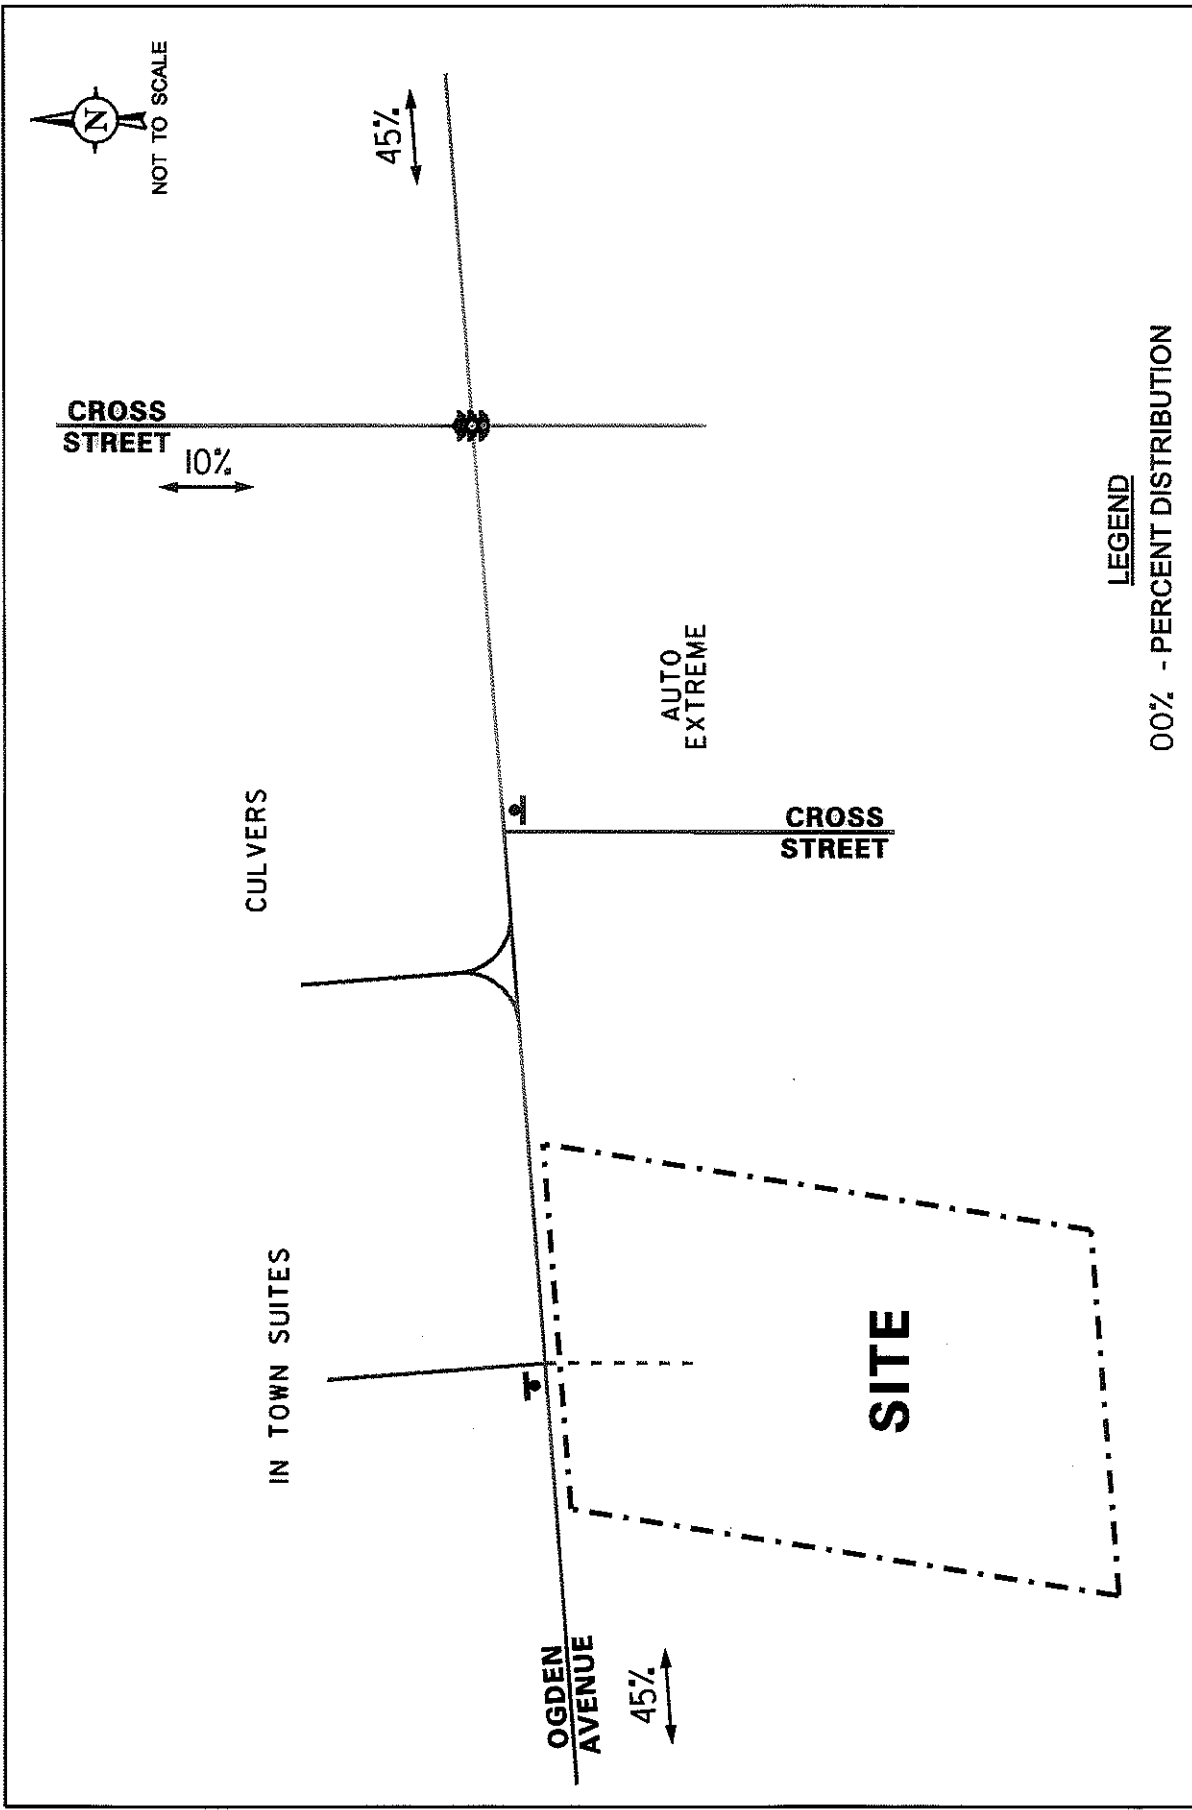 N
NOT TO SCALE
45%
CROSS
STREET
10%
CULVERS
AUTO
EXTREME
CROSS
STREET
IN TOWN SUITES
SITE
OGDEN
AVENUE
45%
LEGEND
00% - PERCENT DISTRIBUTION